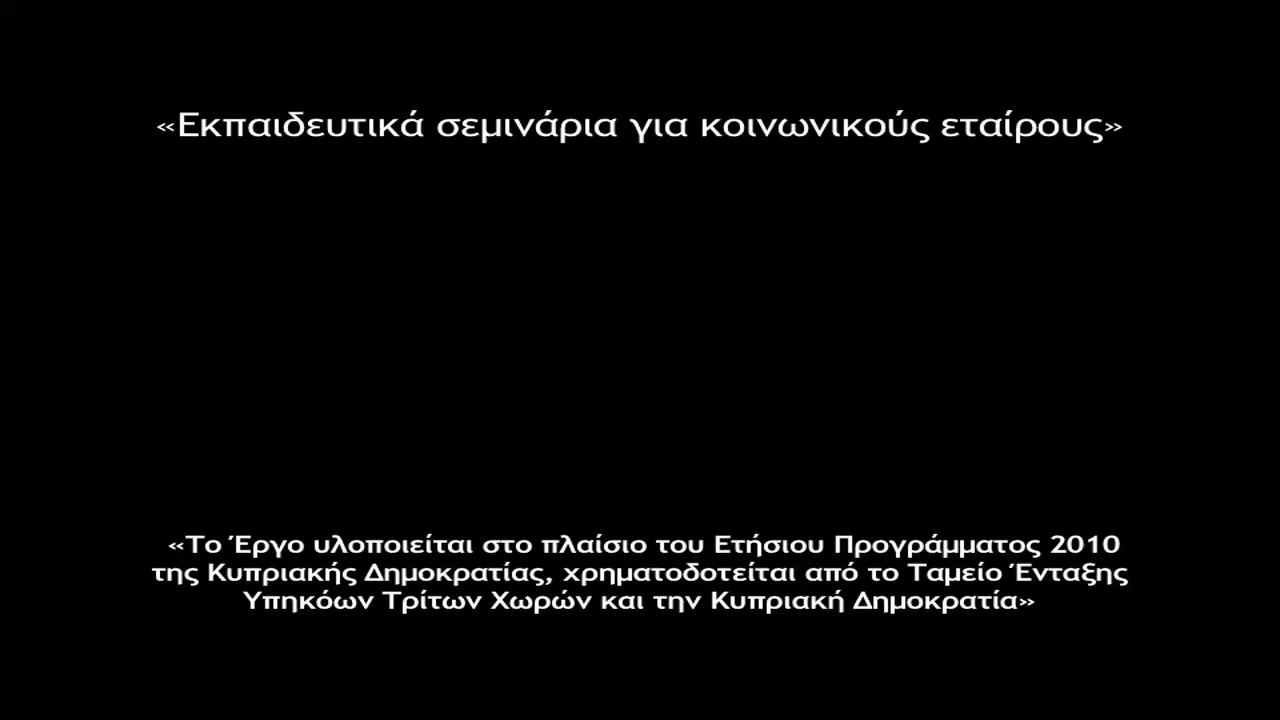 «Εκπαιδευτικά σεμινάρια για κοινωνικούς εταίρους»
«Το Έργο υλοποιείται στο πλαίσιο του Ετήσιου Προγράμματος 2010
της Κυπριακής Δημοκρατίας, χρηματοδοτείται από το Ταμείο Ένταξης
Υπηκόων Τρίτων Χωρών και την Κυπριακή Δημοκρατία»